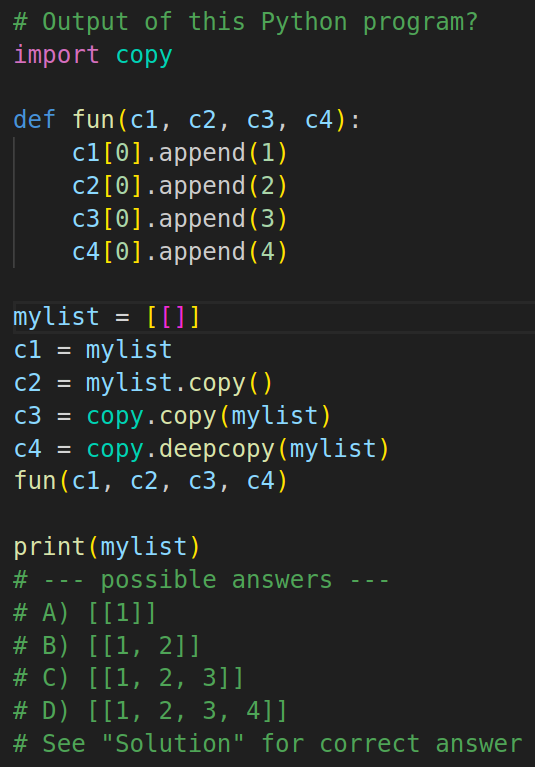 # Output of this Python program?
import copy

def fun(c1, c2, c3, c4):
    c1[0].append(1)
    c2[0].append(2)
    c3[0].append(3)
    c4[0].append(4)

mylist = [[]]
c1 = mylist
c2 = mylist.copy()
c3 = copy.copy(mylist)
c4 = copy.deepcopy(mylist)
fun(c1, c2, c3, c4)

print(mylist)
# --- possible answers ---
# A) [[1]]
# B) [[1, 2]]
# C) [[1, 2, 3]]
# D) [[1, 2, 3, 4]]
# See "Solution" for correct answer